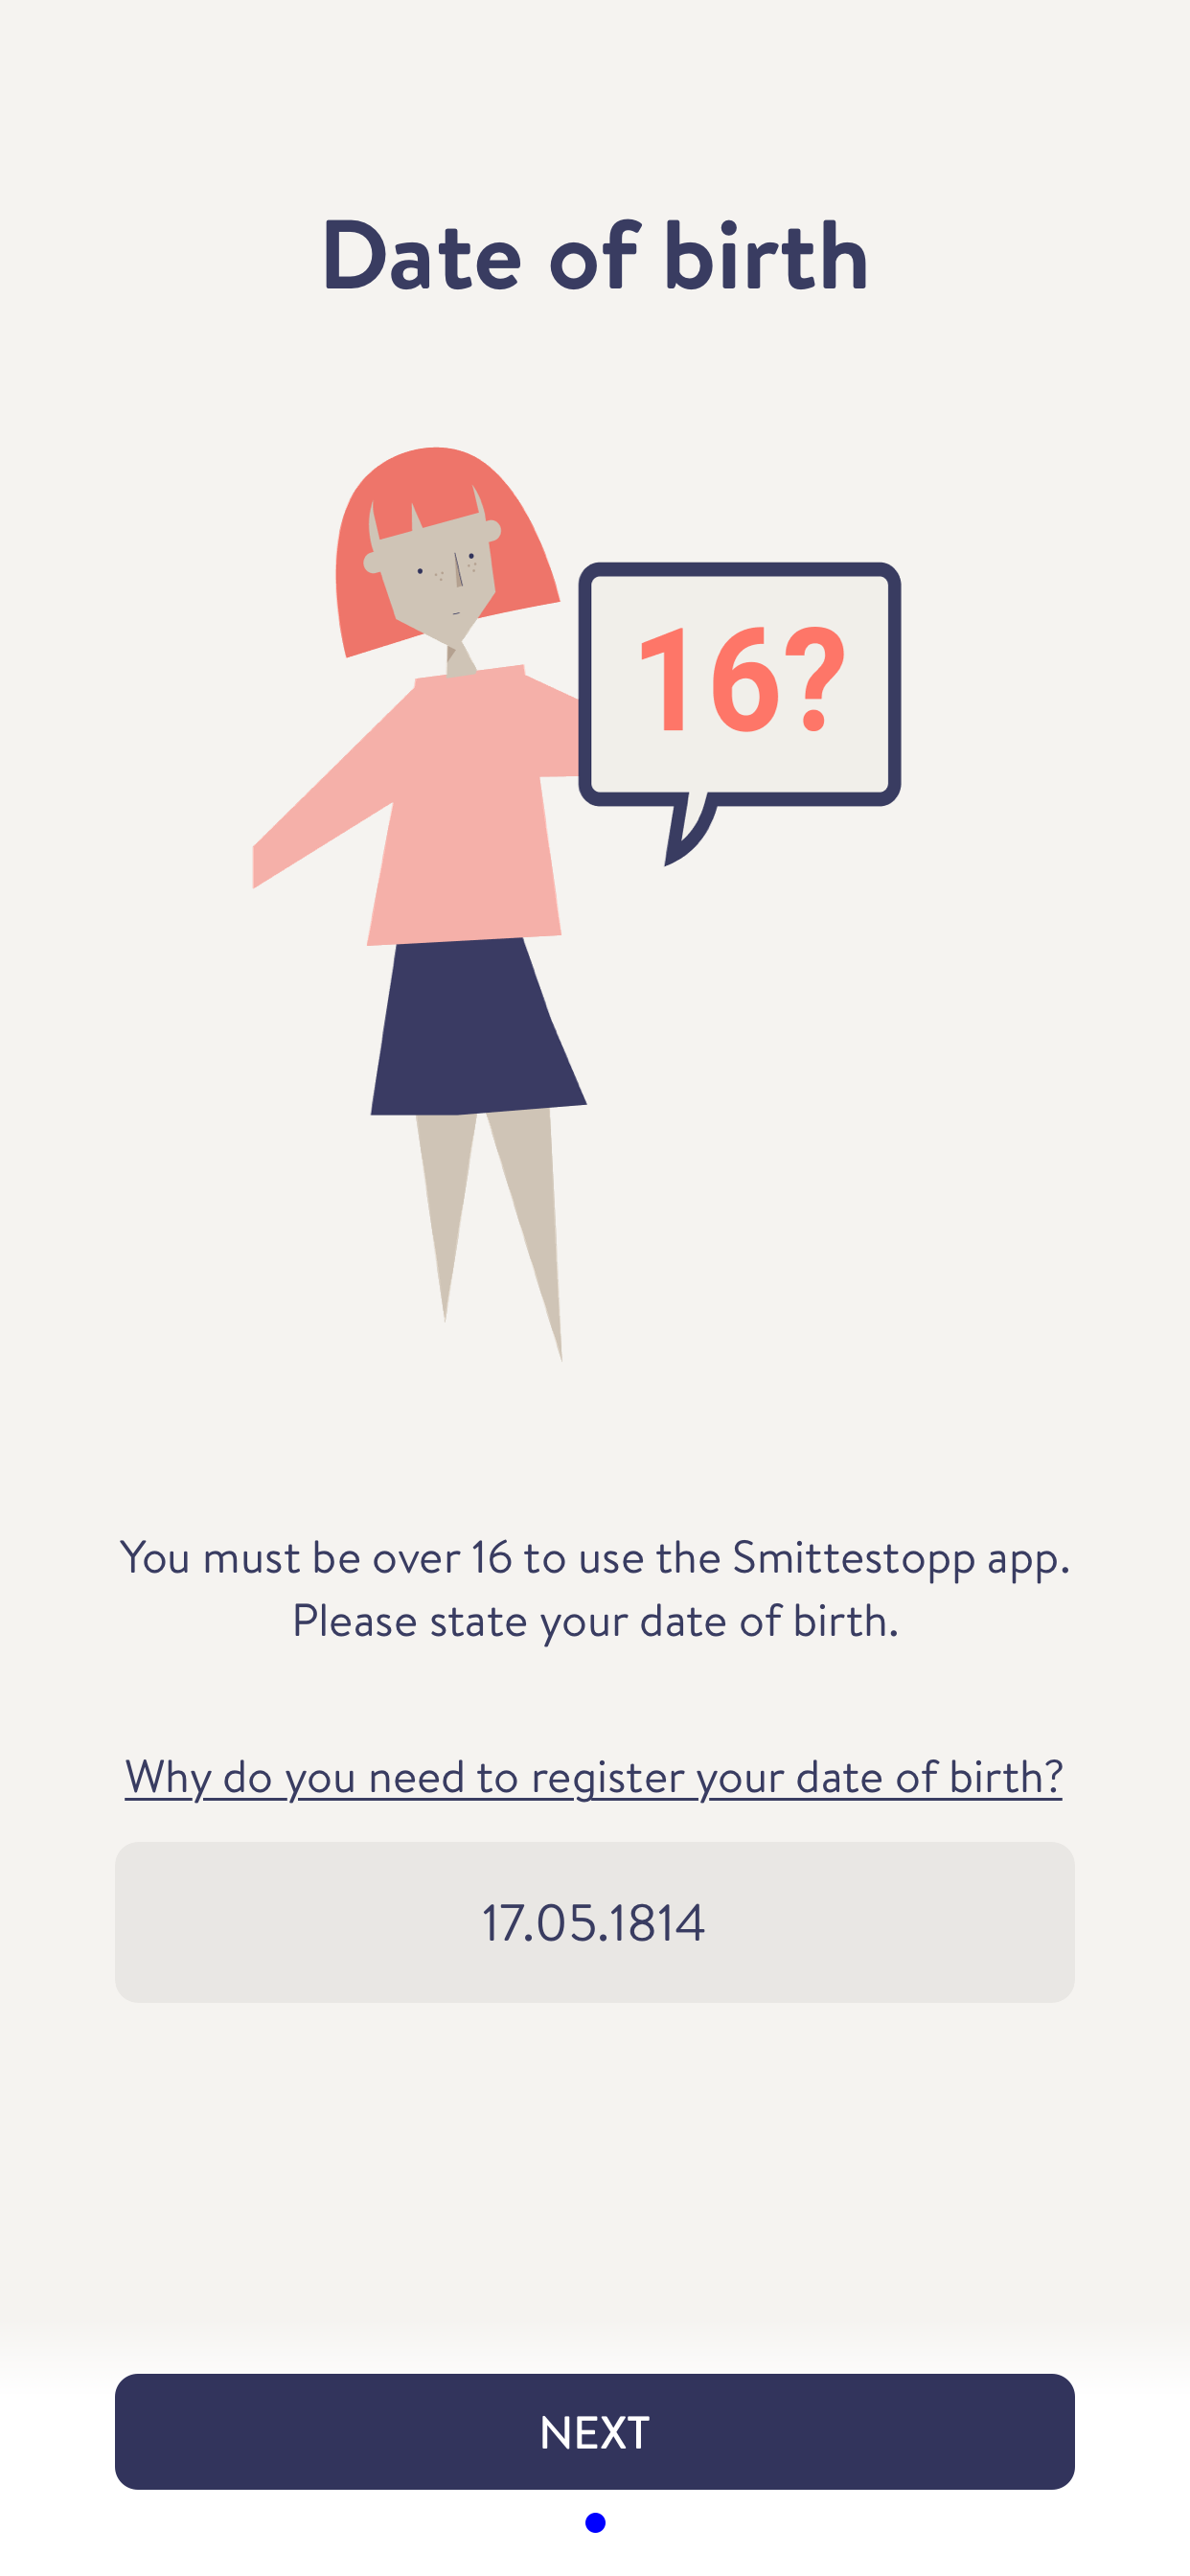 Date of birth
16?
You must be over 16 to use the Smittestopp app.
Please state your date of birth.
Why do you need to register your date of birth?
17.05.1814
NEXT